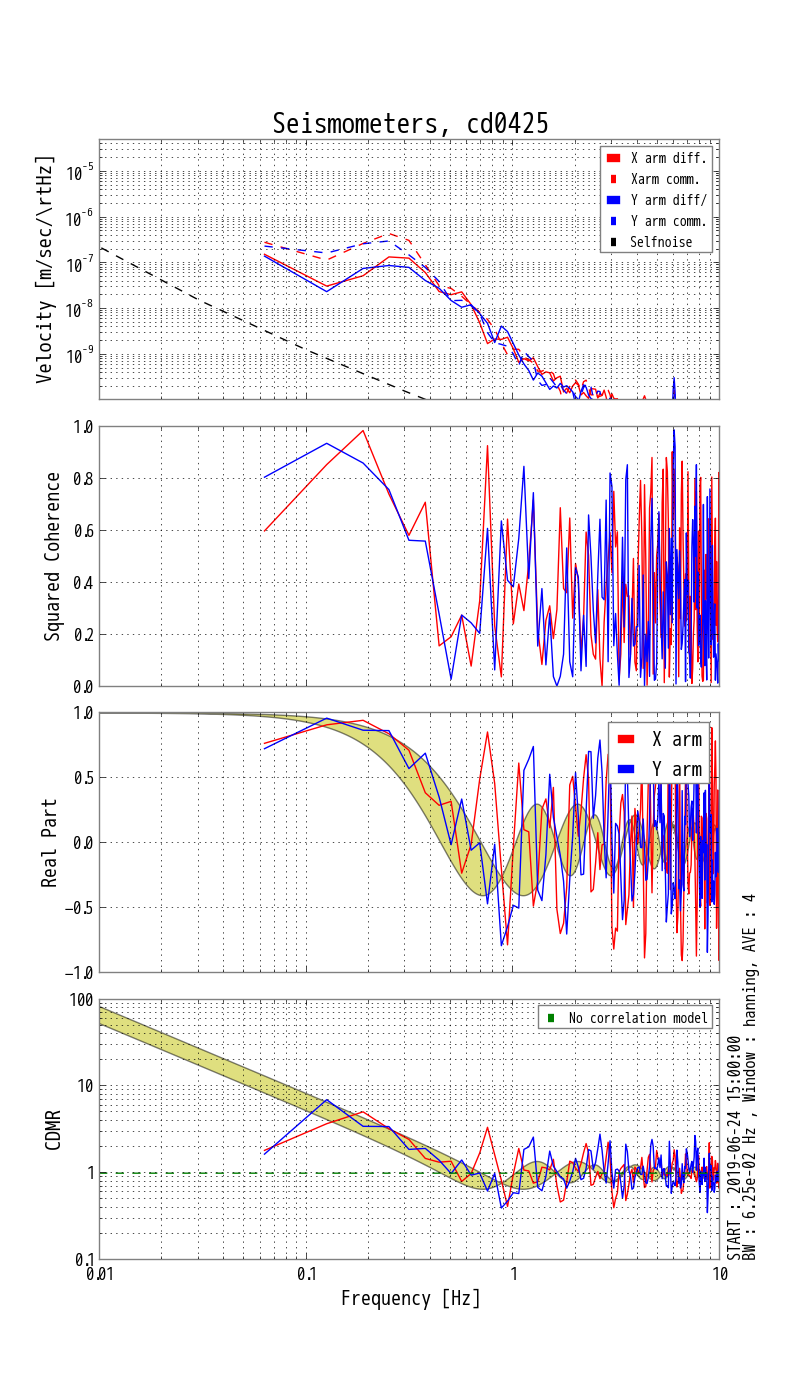 Seismometers, cd0425
Velocity [m/sec/\rtHz]
10^-5
10^-6
10^-7
10^-8
10^-9
X arm diff.
Xarm comm.
Y arm diff/
Y arm comm.
Selfnoise
Squared Coherence
1.0
0.8
0.6
0.4
0.2
0.0
Real Part
1.0
0.5
0.0
−0.5
−1.0
X arm
Y arm
CDMR
100
10
1
0.1
No correlation model
0.01
0.1
1
10
Frequency [Hz]
START : 2019-06-24 15:00:00
BW : 6.25e-02 Hz , Window : hanning, AVE : 4